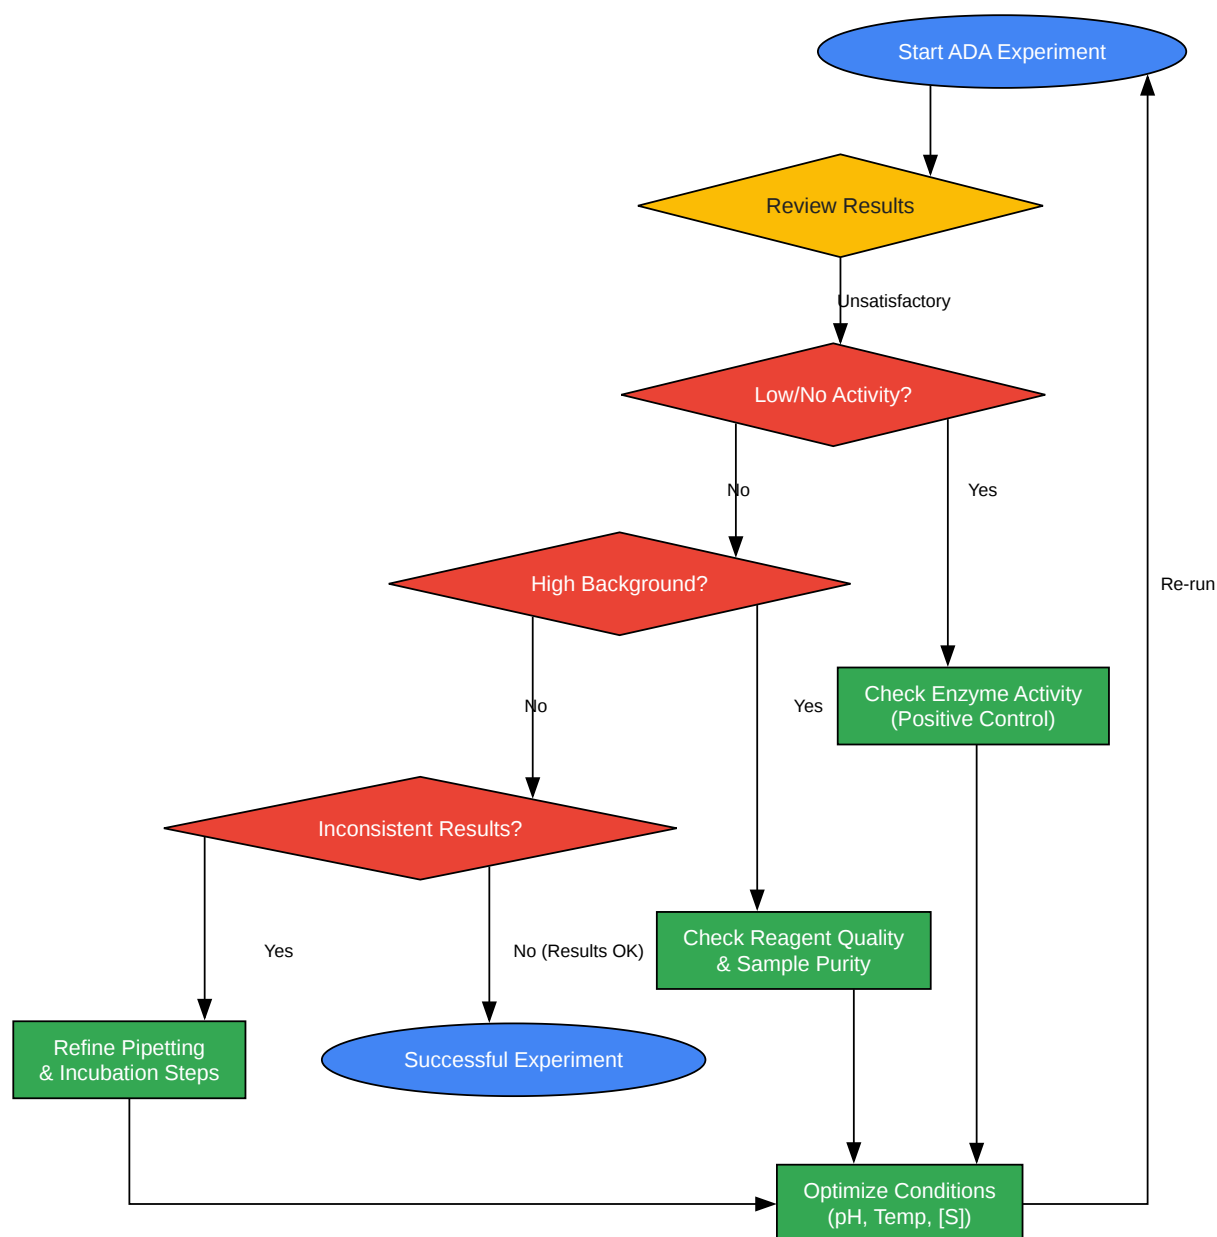 Start ADA Experiment
Review Results
Unsatisfactory
Low/No Activity?
No
Yes
High Background?
Re-run
Check Enzyme Activity
(Positive Control)
No
Yes
Inconsistent Results?
Yes
No (Results OK)
Check Reagent Quality
& Sample Purity
Refine Pipetting
& Incubation Steps
Successful Experiment
Optimize Conditions
(pH, Temp, [S])